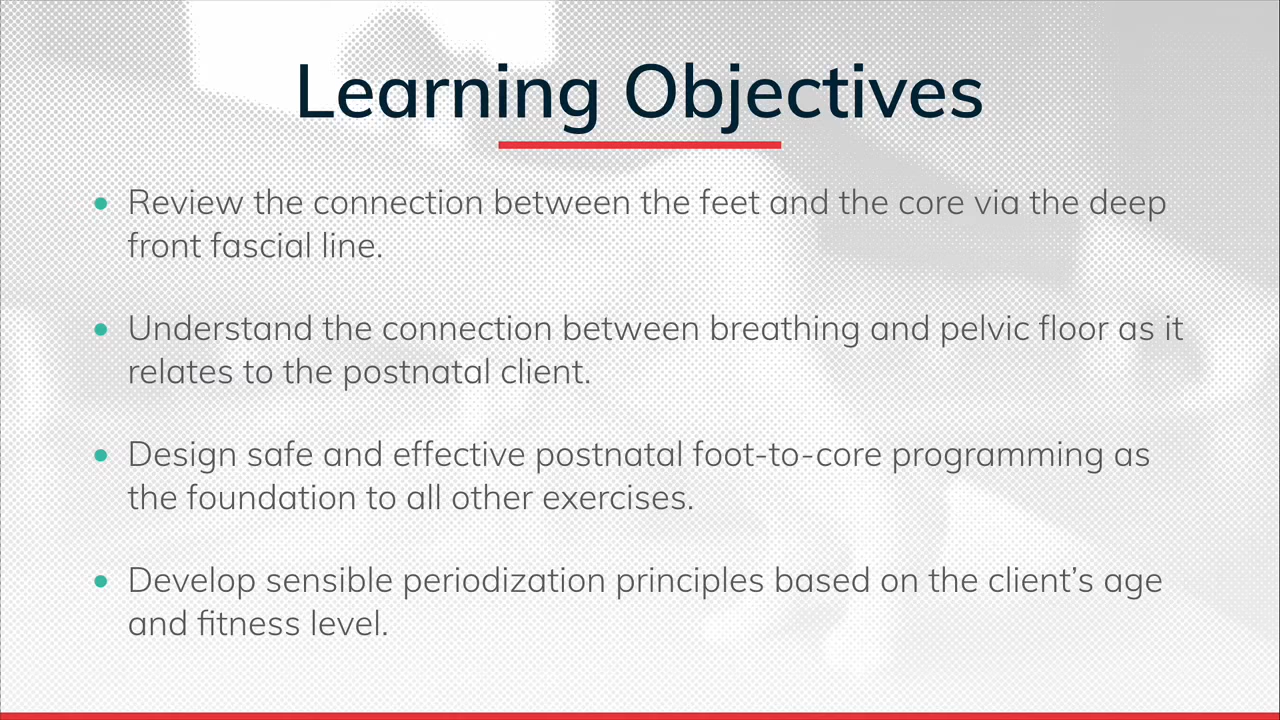 Learning Objectives
• Review the connection between the feet and the core via the deep
front fascial line.
• Understand the connection between breathing and pelvic floor as it
relates to the postnatal client.
• Design safe and effective postnatal foot-to-core programming as
the foundation to all other exercises.
• Develop sensible periodization principles based on the client’s age
and fitness level.